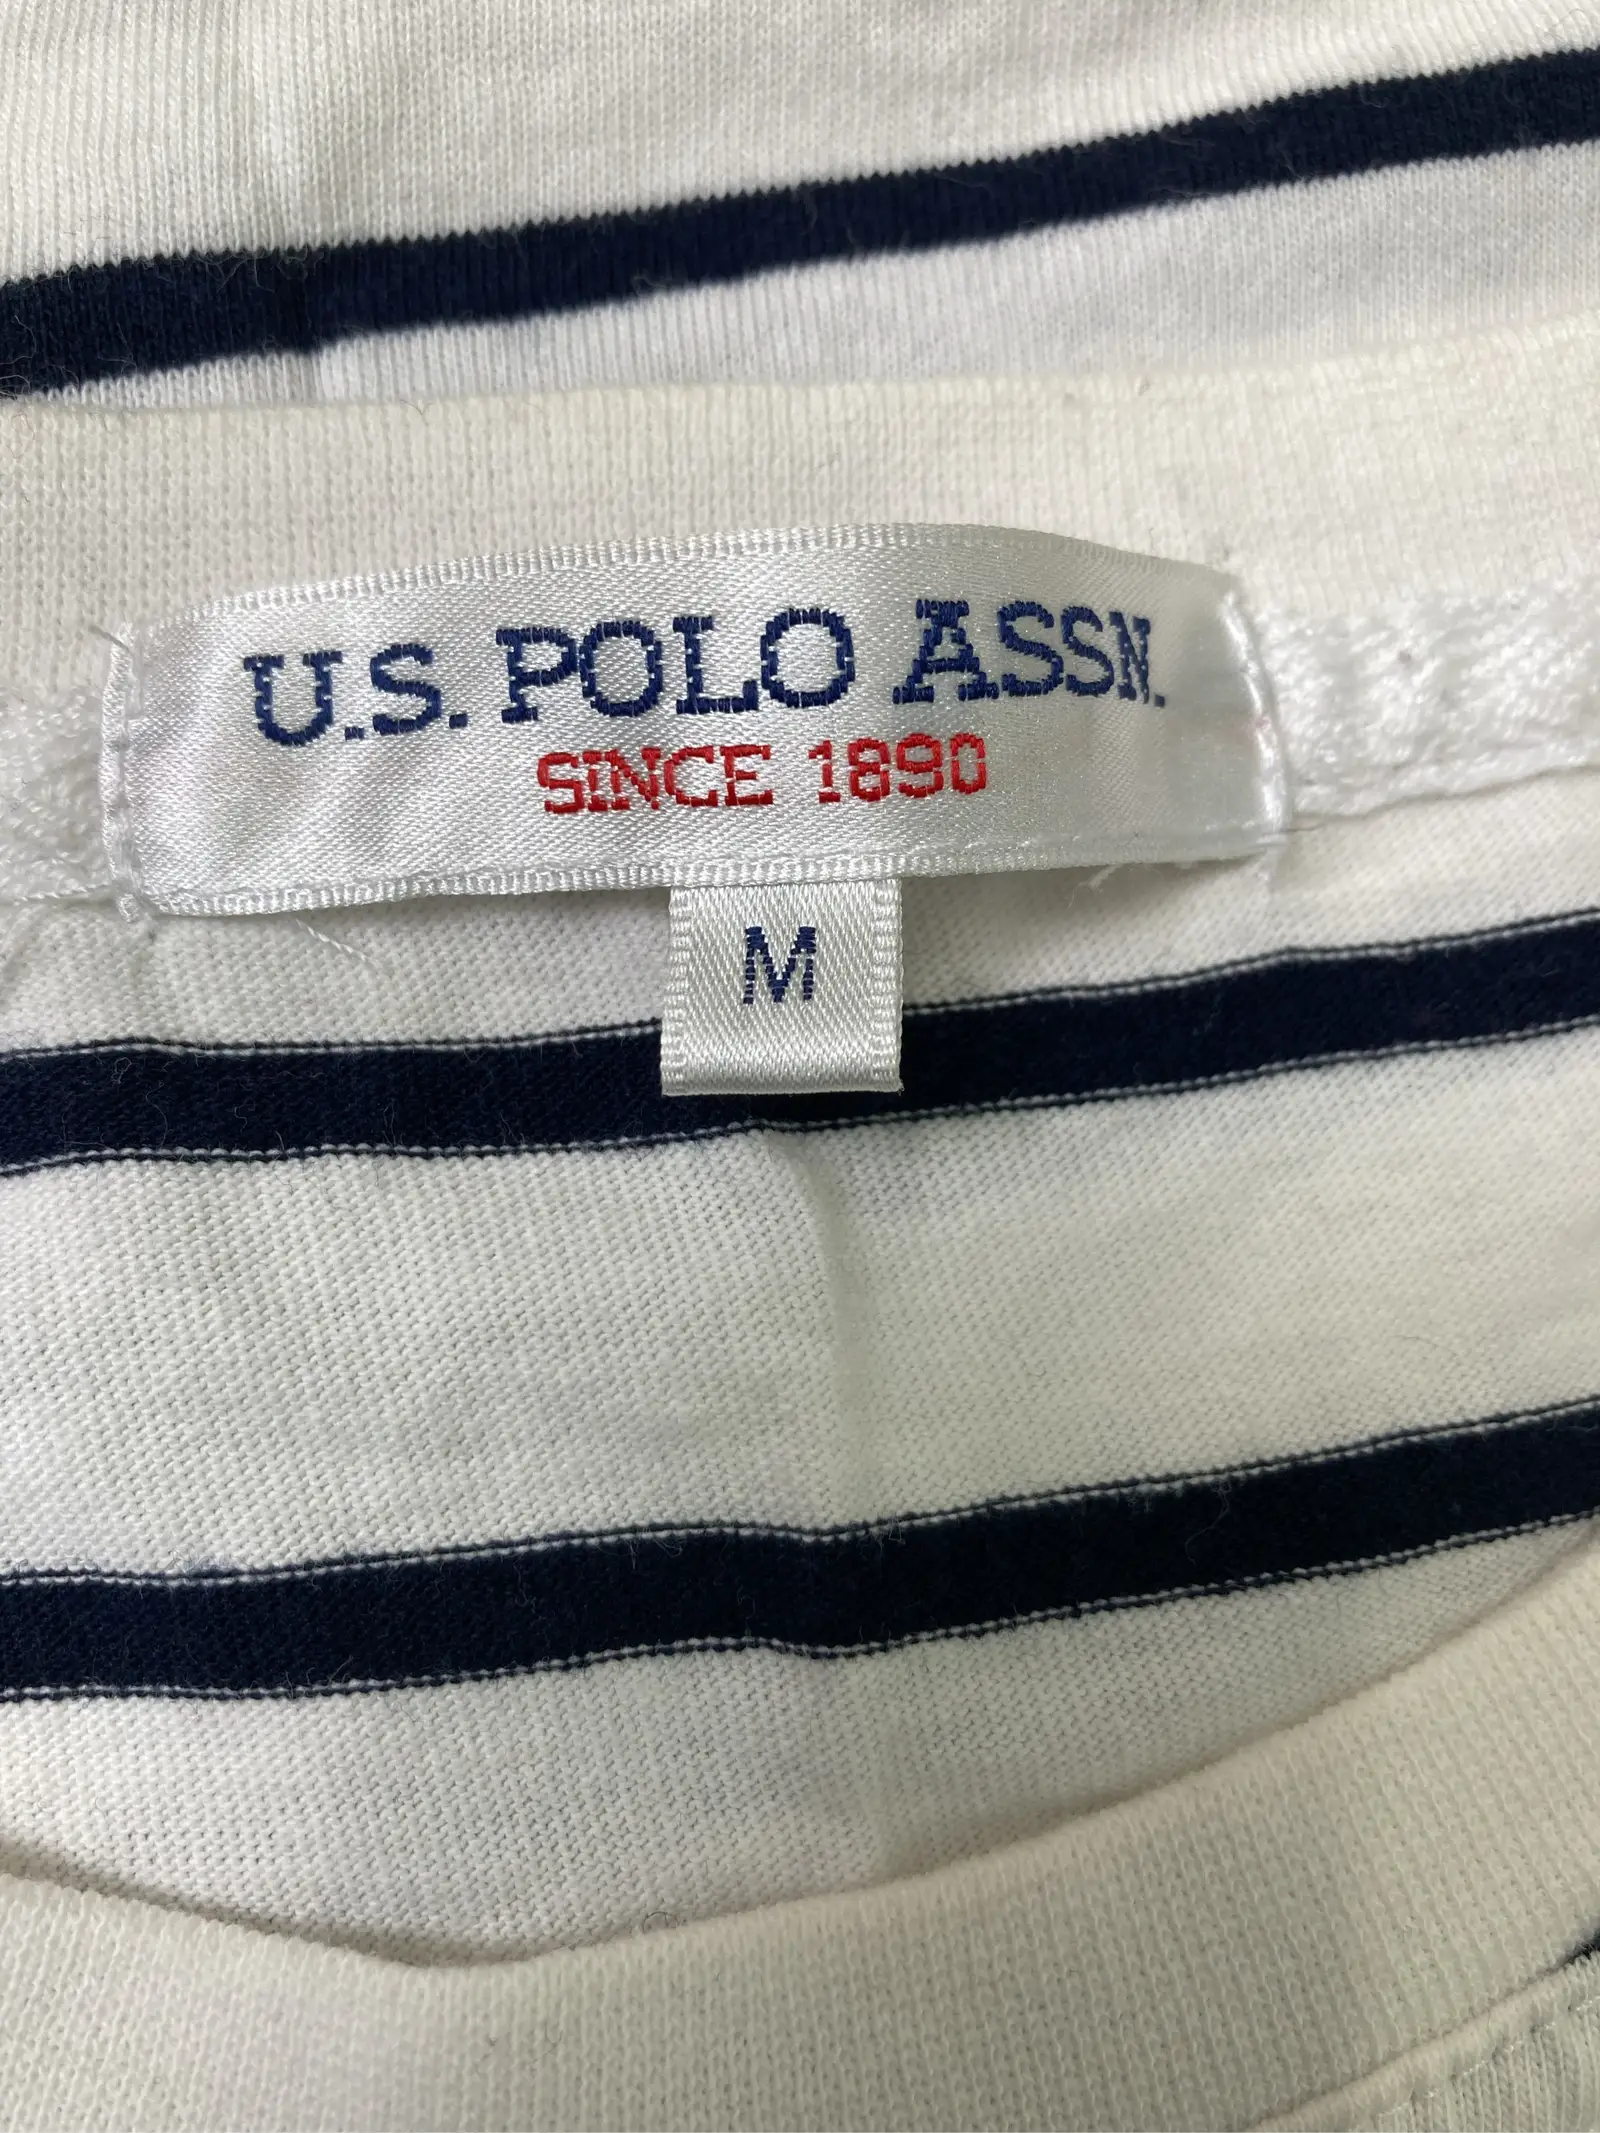 U.S. POLO ASSN.
SINCE 1890
M